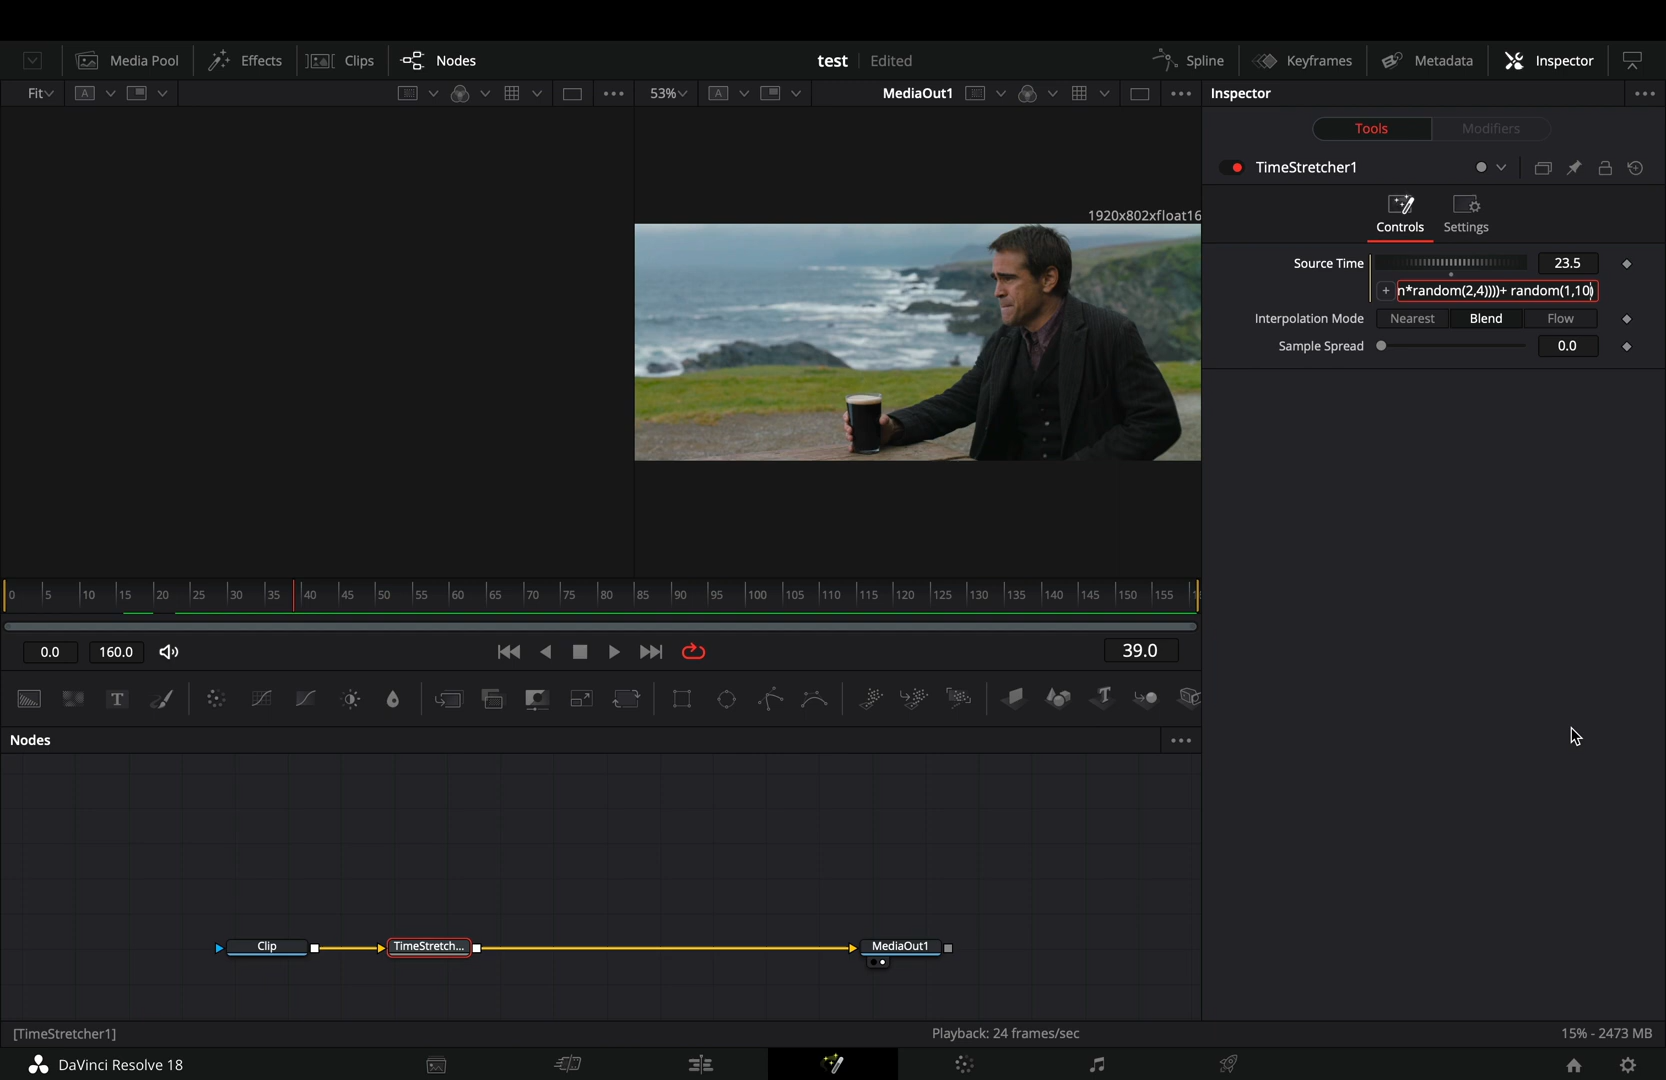 Media Pool Effects Clips Nodes test Edited Spline Keyframes Metadata Inspector
Fit A 53% A MediaOut1 Inspector
Tools Modifiers
TimeStretcher1
1920x802xfloat16
Controls Settings
Source Time 23.5
+ n*random(2,4))))+ random(1,10)
Interpolation Mode Nearest Blend Flow
Sample Spread 0.0
0 5 10 15 20 25 30 35 40 45 50 55 60 65 70 75 80 85 90 95 100 105 110 115 120 125 130 135 140 145 150 155
0.0 160.0 39.0
T T
Nodes
Clip TimeStretch... MediaOut1
[TimeStretcher1] Playback: 24 frames/sec 15% - 2473 MB
DaVinci Resolve 18